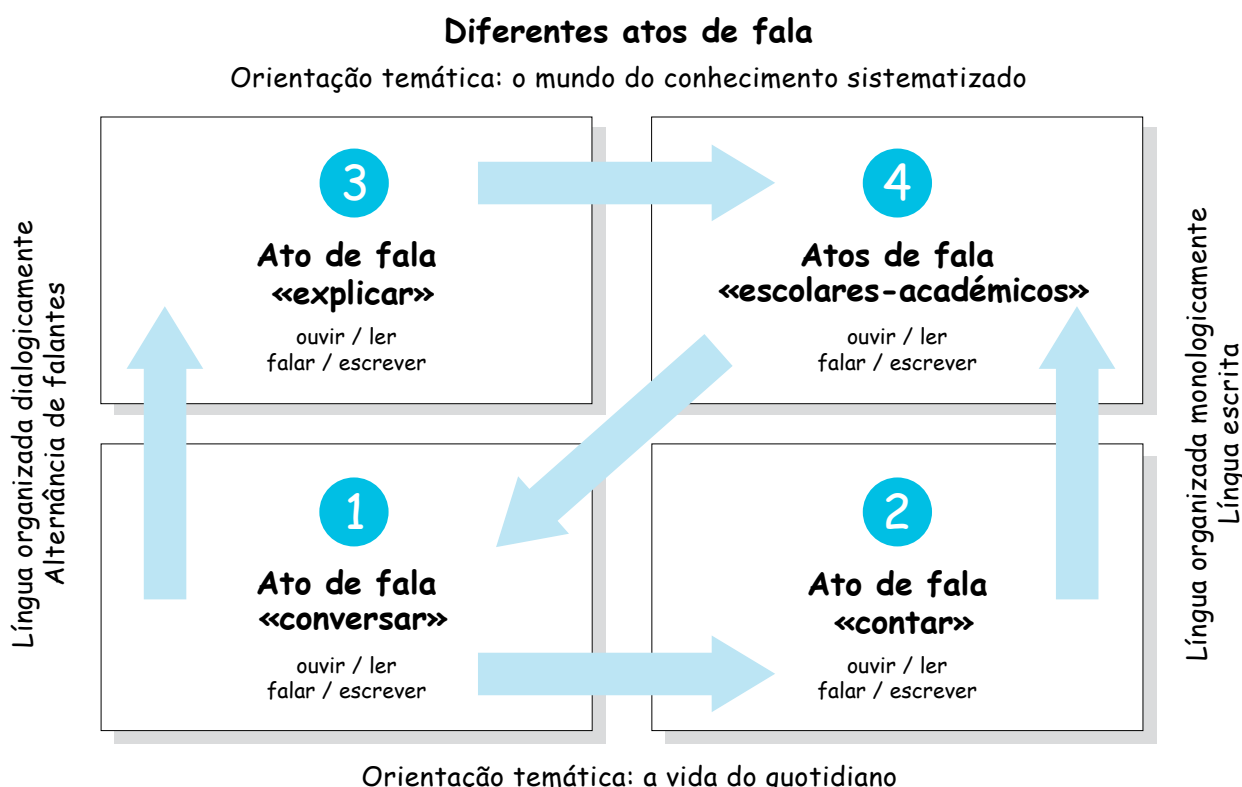 Diferentes atos de fala
Orientação temática: o mundo do conhecimento sistematizado
Língua organizada dialogicamente
Alternância de falantes
3
Ato de fala
«explicar»
ouvir / ler
falar / escrever
4
Atos de fala
«escolares-académicos»
ouvir / ler
falar / escrever
1
Ato de fala
«conversar»
ouvir / ler
falar / escrever
2
Ato de fala
«contar»
ouvir / ler
falar / escrever
Língua organizada monologicamente
Língua escrita
Orientação temática: a vida do quotidiano